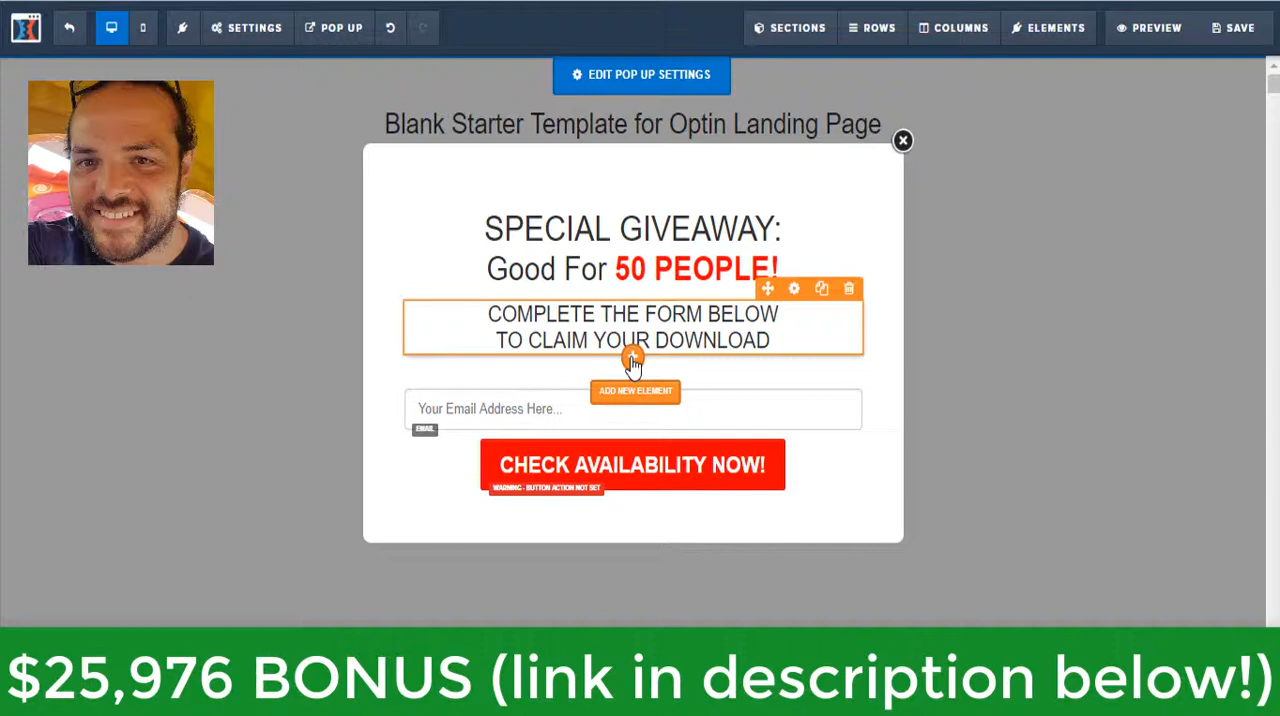 SETTINGS
POP UP
SECTIONS
ROWS
COLUMNS
ELEMENTS
PREVIEW
SAVE
EDIT POP UP SETTINGS
Blank Starter Template for Optin Landing Page
SPECIAL GIVEAWAY:
Good For 50 PEOPLE!
COMPLETE THE FORM BELOW
TO CLAIM YOUR DOWNLOAD
ADD NEW ELEMENT
Your Email Address Here...
EMAIL
CHECK AVAILABILITY NOW!
WARNING - BUTTON ACTION NOT SET
$25,976 BONUS (link in description below!)